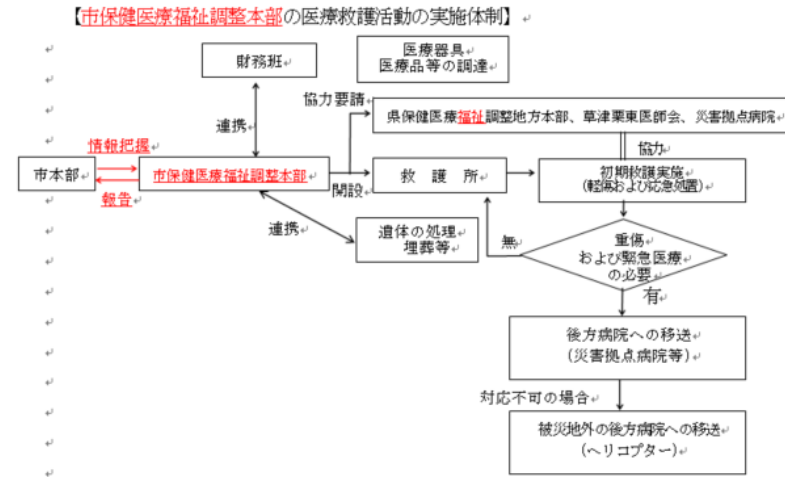 【市保健医療福祉調整本部の医療救護活動の実施体制】
財務班
医療器具
医療品等の調達
協力要請
県保健医療福祉調整地方本部、草津栗東医師会、災害拠点病院
連携
協力
情報把握
市本部
市保健医療福祉調整本部
救　護　所
初期救護実施
(軽傷および応急処置)
報告
開設
連携
遺体の処理
埋葬等
無
重傷
および緊急医療
の必要
有
後方病院への移送
(災害拠点病院等)
対応不可の場合
被災地外の後方病院への移送
(ヘリコプター)